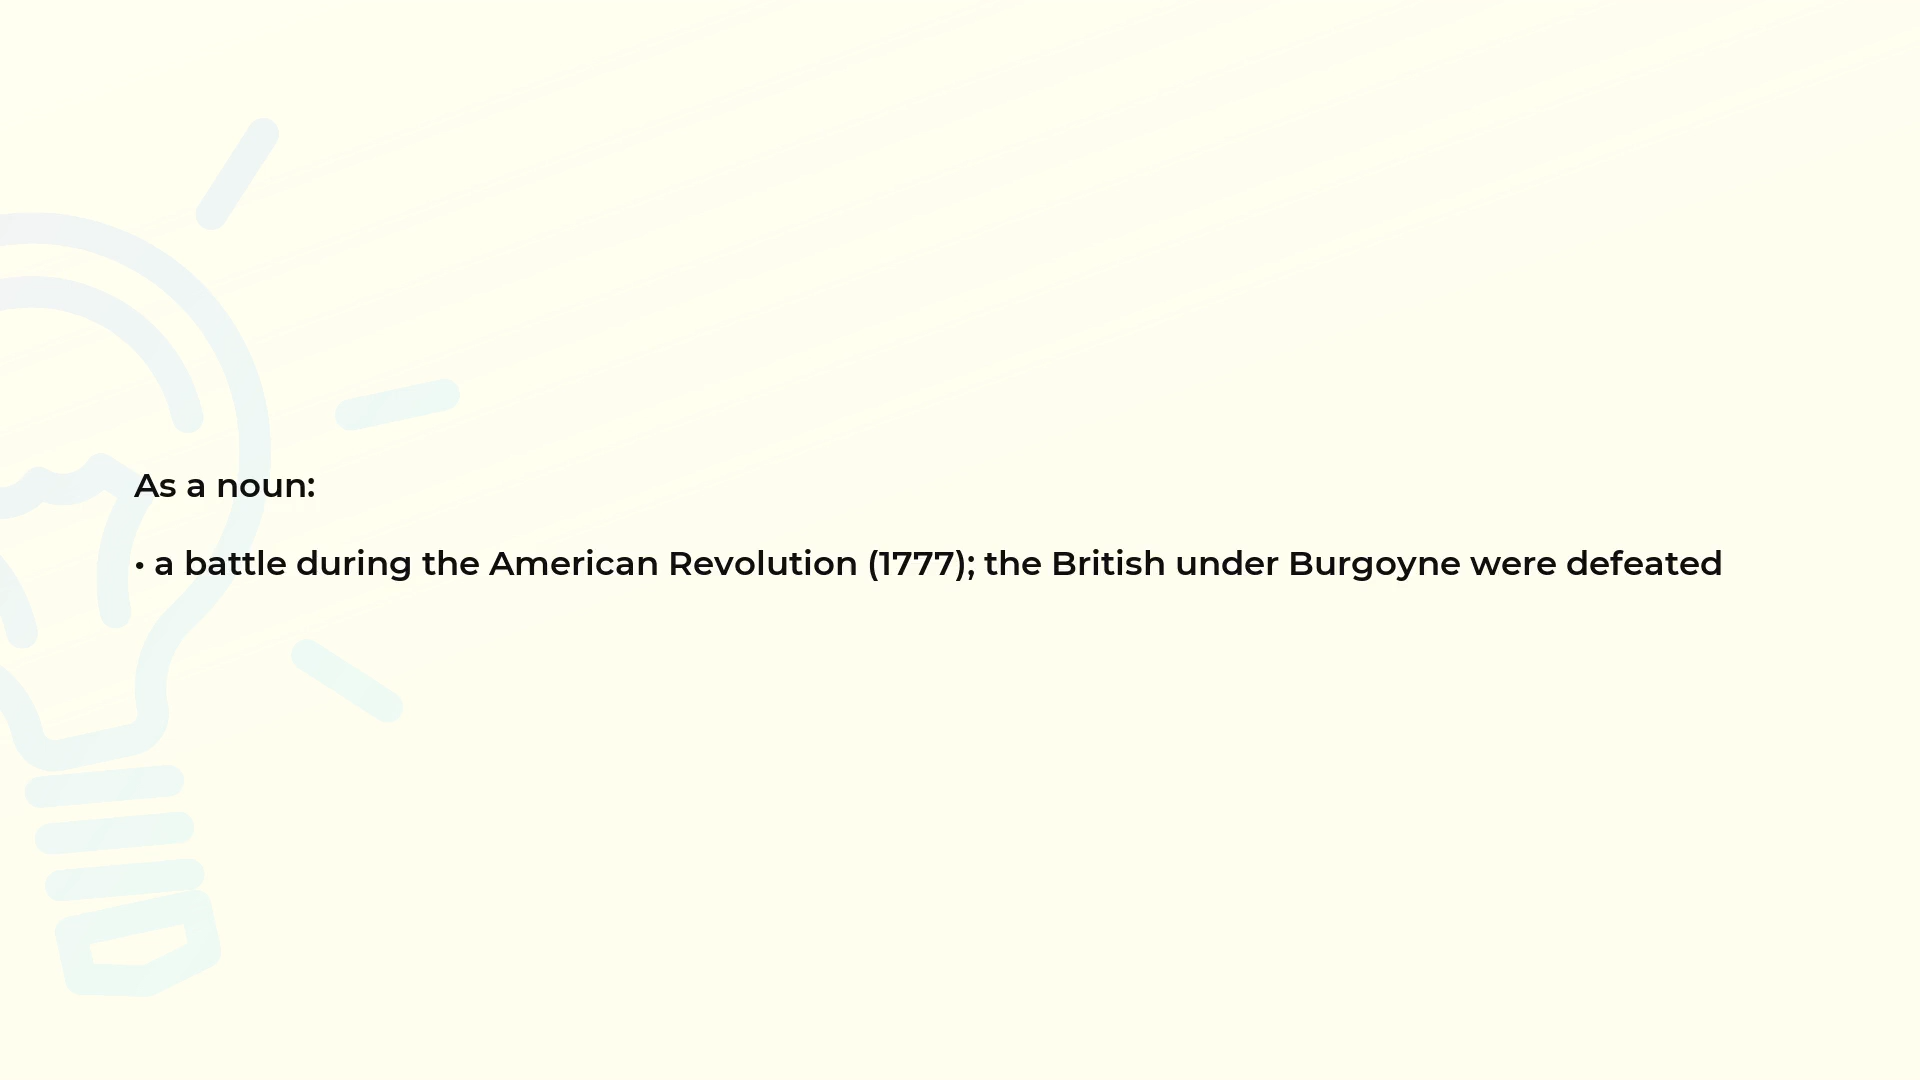 As a noun:
• a battle during the American Revolution (1777); the British under Burgoyne were defeated